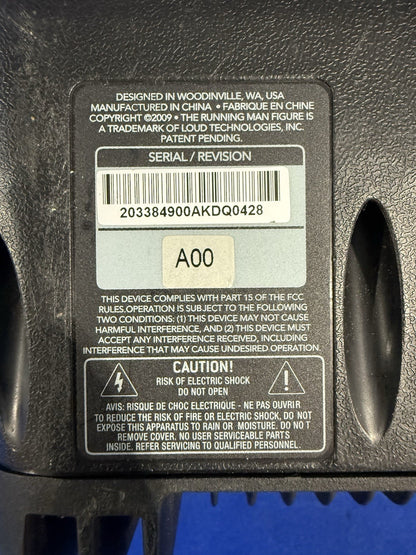 DESIGNED IN WOODINVILLE, WA, USA
MANUFACTURED IN CHINA • FABRIQUE EN CHINE
COPYRIGHT ©2009 • THE RUNNING MAN FIGURE IS
A TRADEMARK OF LOUD TECHNOLOGIES, INC.
PATENT PENDING.
SERIAL / REVISION
203384900AKDQ0428
A00
THIS DEVICE COMPLIES WITH PART 15 OF THE FCC
RULES.OPERATION IS SUBJECT TO THE FOLLOWING
TWO CONDITIONS: (1) THIS DEVICE MAY NOT CAUSE
HARMFUL INTERFERENCE, AND (2) THIS DEVICE MUST
ACCEPT ANY INTERFERENCE RECEIVED, INCLUDING
INTERFERENCE THAT MAY CAUSE UNDESIRED OPERATION.
CAUTION!
RISK OF ELECTRIC SHOCK
DO NOT OPEN
AVIS: RISQUE DE CHOC ELECTRIQUE - NE PAS OUVRIR
TO REDUCE THE RISK OF FIRE OR ELECTRIC SHOCK, DO NOT
EXPOSE THIS APPARATUS TO RAIN OR MOISTURE. DO NOT
REMOVE COVER. NO USER SERVICEABLE PARTS
INSIDE. REFER SERVICING TO QUALIFIED PERSONNEL.